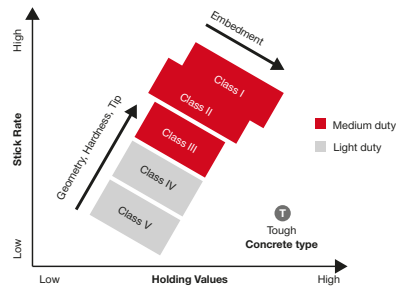 High
Embedment
Class I
Class II
Class III
Class IV
Class V
Geometry, Hardness, Tip
Stick Rate
Medium duty
Light duty
T
Tough
Concrete type
Low
Low
Holding Values
High